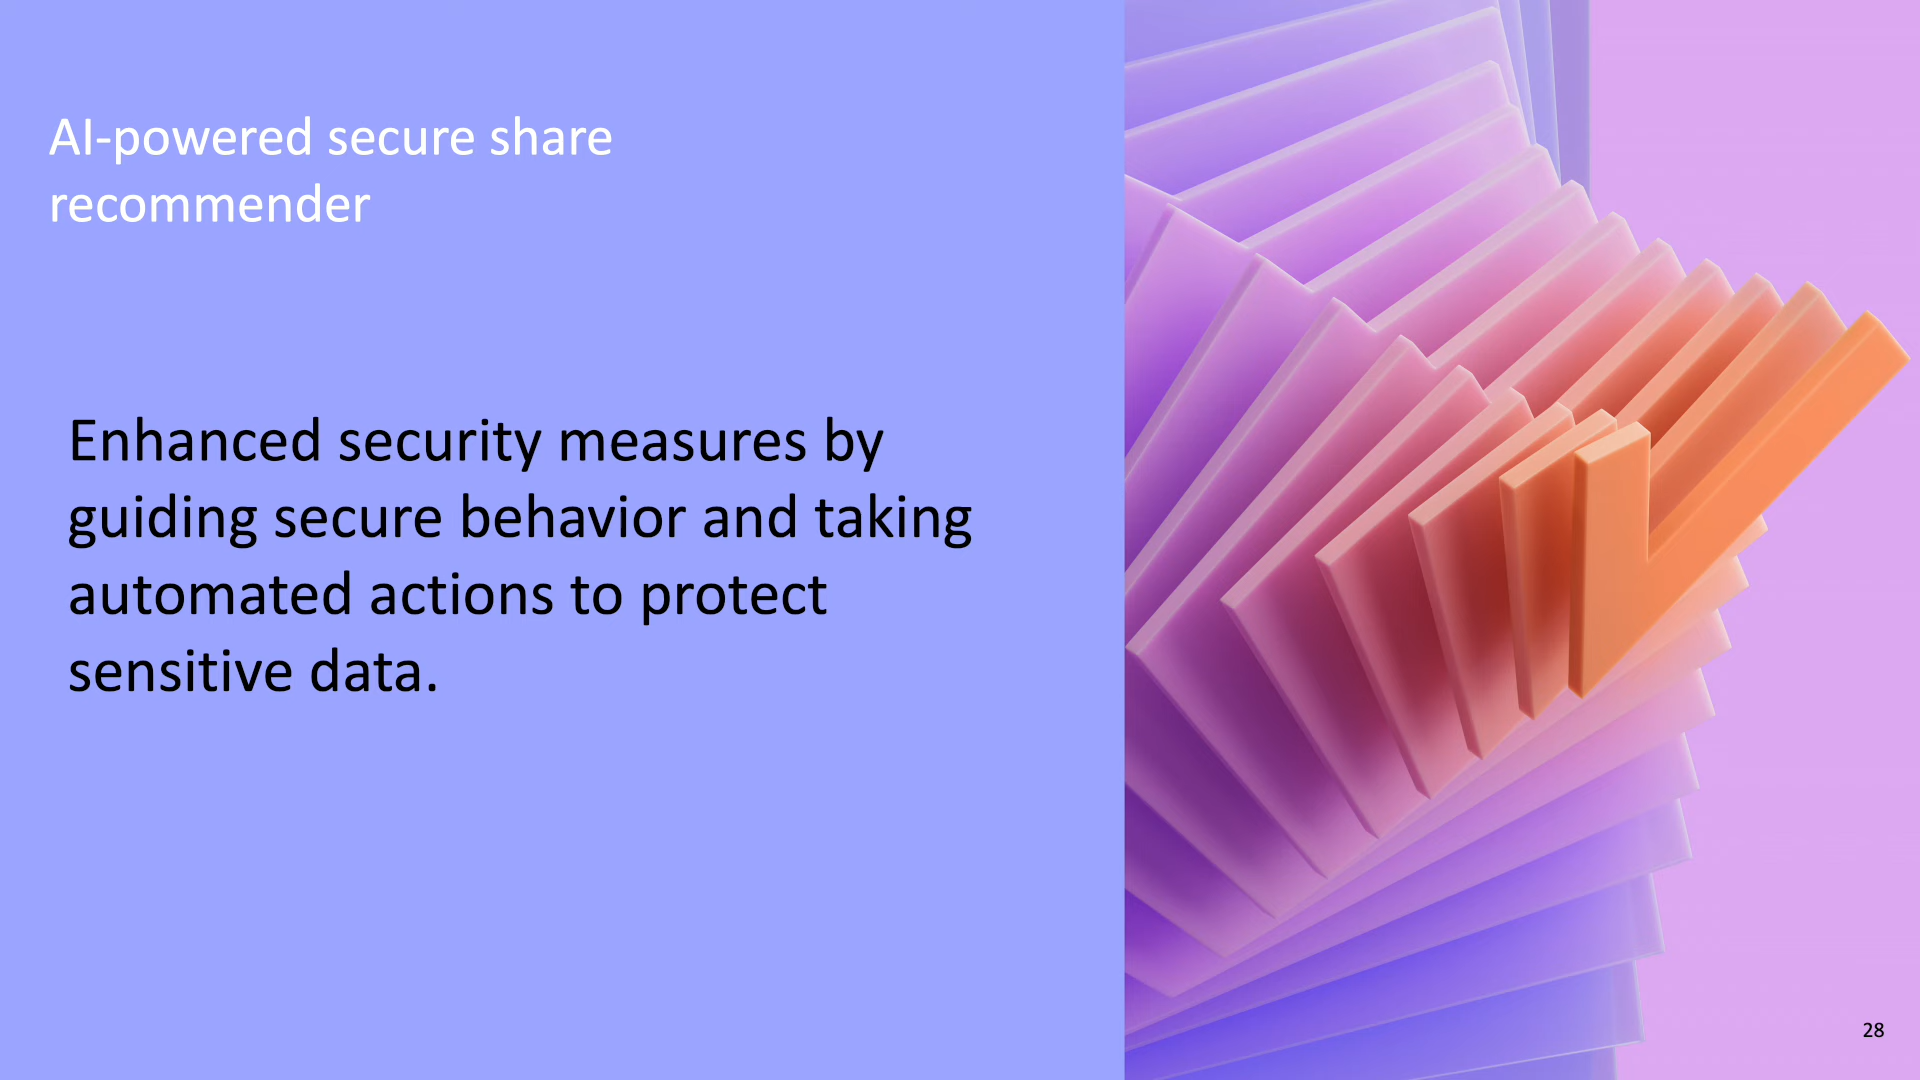 AI-powered secure share
recommender
Enhanced security measures by
guiding secure behavior and taking
automated actions to protect
sensitive data.
28